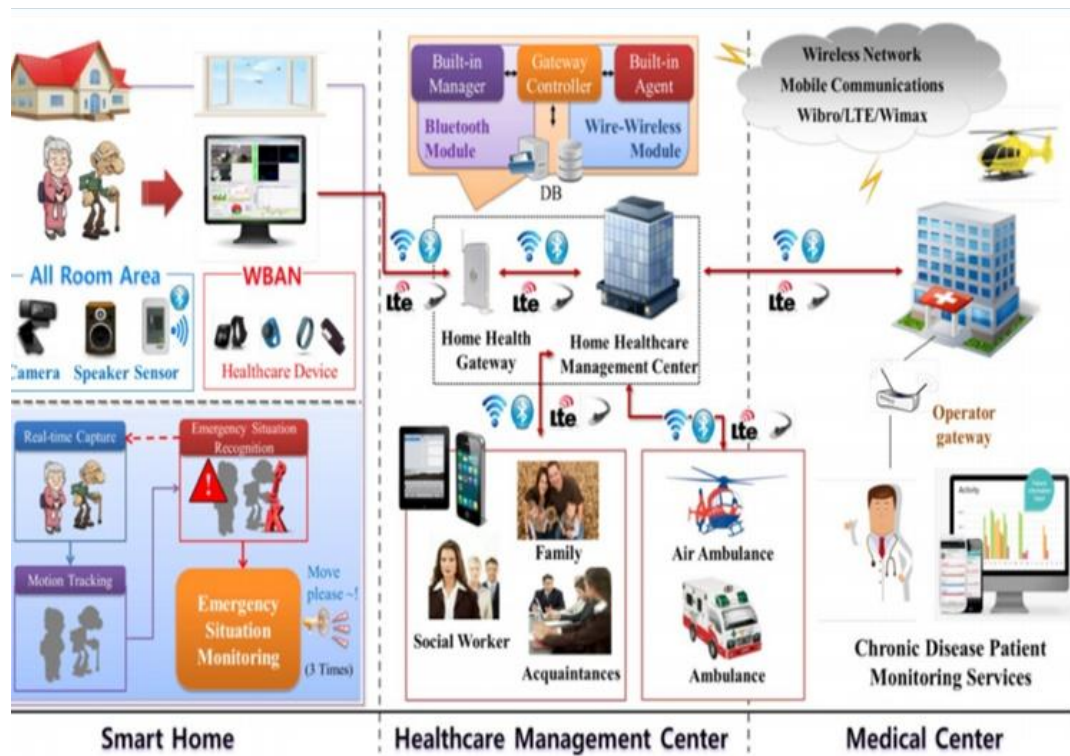 Built-in
Manager
Gateway
Controller
Built-in
Agent
Bluetooth
Module
Wire-Wireless
Module
DB
Wireless Network
Mobile Communications
Wibro/LTE/Wimax
All Room Area
Camera
Speaker
Sensor
WBAN
Healthcare Device
Lte
Lte
Lte
Home Health
Gateway
Home Healthcare
Management Center
Lte
Lte
Operator
gateway
Real-time Capture
Emergency Situation
Recognition
Motion Tracking
Emergency
Situation
Monitoring
Move
please ~!
(3 Times)
Family
Social Worker
Acquaintances
Air Ambulance
Ambulance
Activity
Chronic Disease Patient
Monitoring Services
Smart Home
Healthcare Management Center
Medical Center